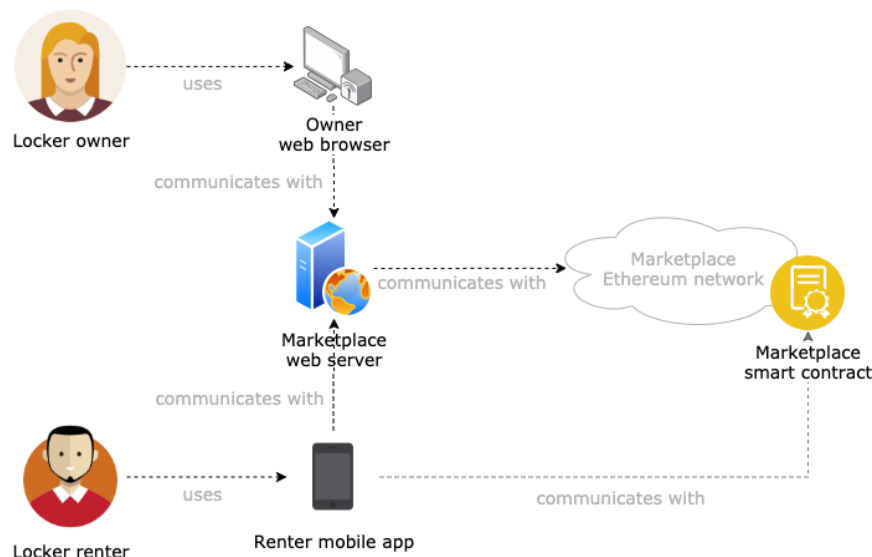 uses
Locker owner
Owner
web browser
communicates with
Marketplace
Ethereum network
communicates with
Marketplace
web server
Marketplace
smart contract
communicates with
uses
communicates with
Renter mobile app
Locker renter